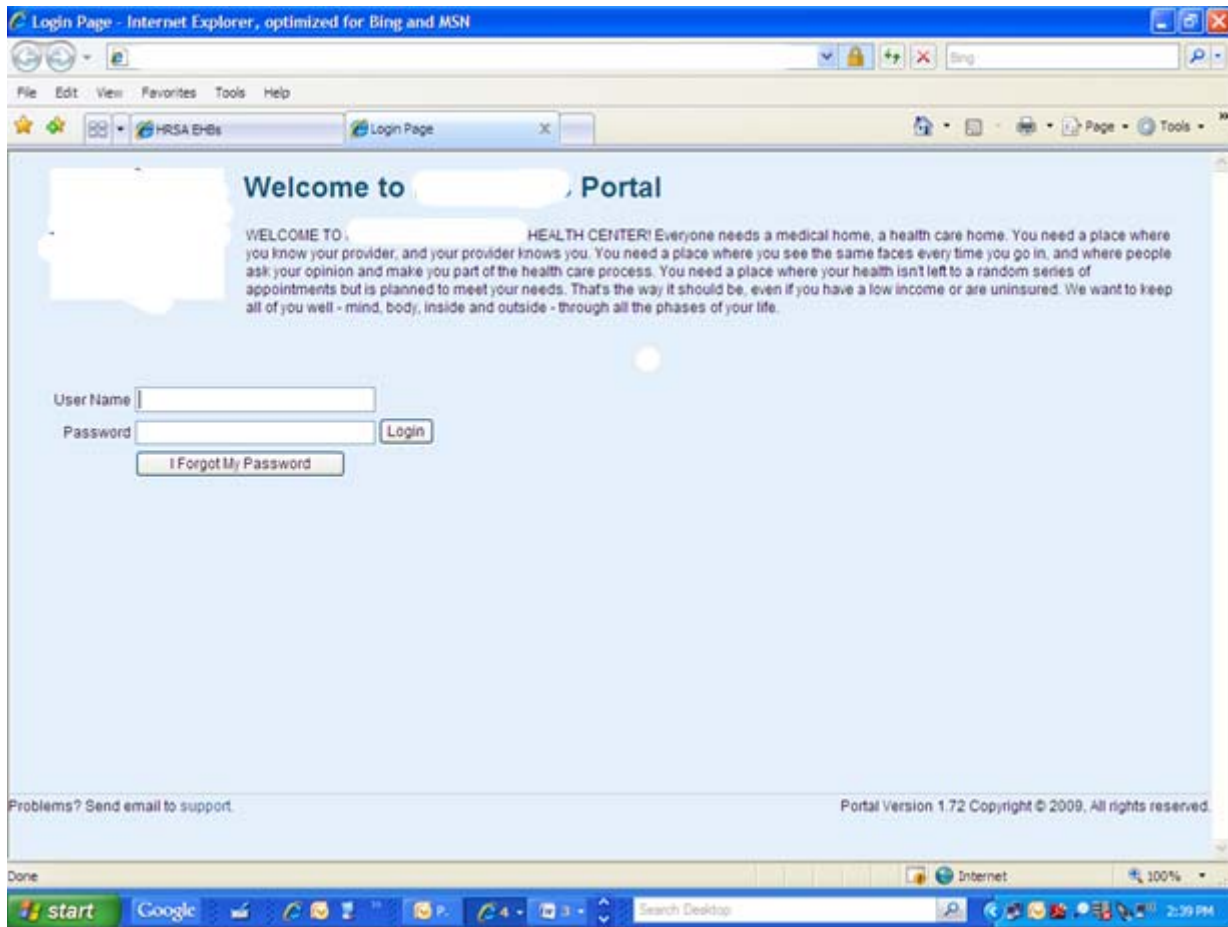 Login Page - Internet Explorer, optimized for Bing and MSN
Bing
File Edit View Favorites Tools Help
HRSA EHBs Login Page Page Tools
Welcome to Portal
WELCOME TO HEALTH CENTER! Everyone needs a medical home, a health care home. You need a place where
you know your provider, and your provider knows you. You need a place where you see the same faces every time you go in, and where people
ask your opinion and make you part of the health care process. You need a place where your health isn't left to a random series of
appointments but is planned to meet your needs. That's the way it should be, even if you have a low income or are uninsured. We want to keep
all of you well - mind, body, inside and outside - through all the phases of your life.
User Name
Password Login
I Forgot My Password
Problems? Send email to support. Portal Version 1.72 Copyright © 2009, All rights reserved.
Done Internet 100%
start Google P. 4 3 Search Desktop 2:39 PM